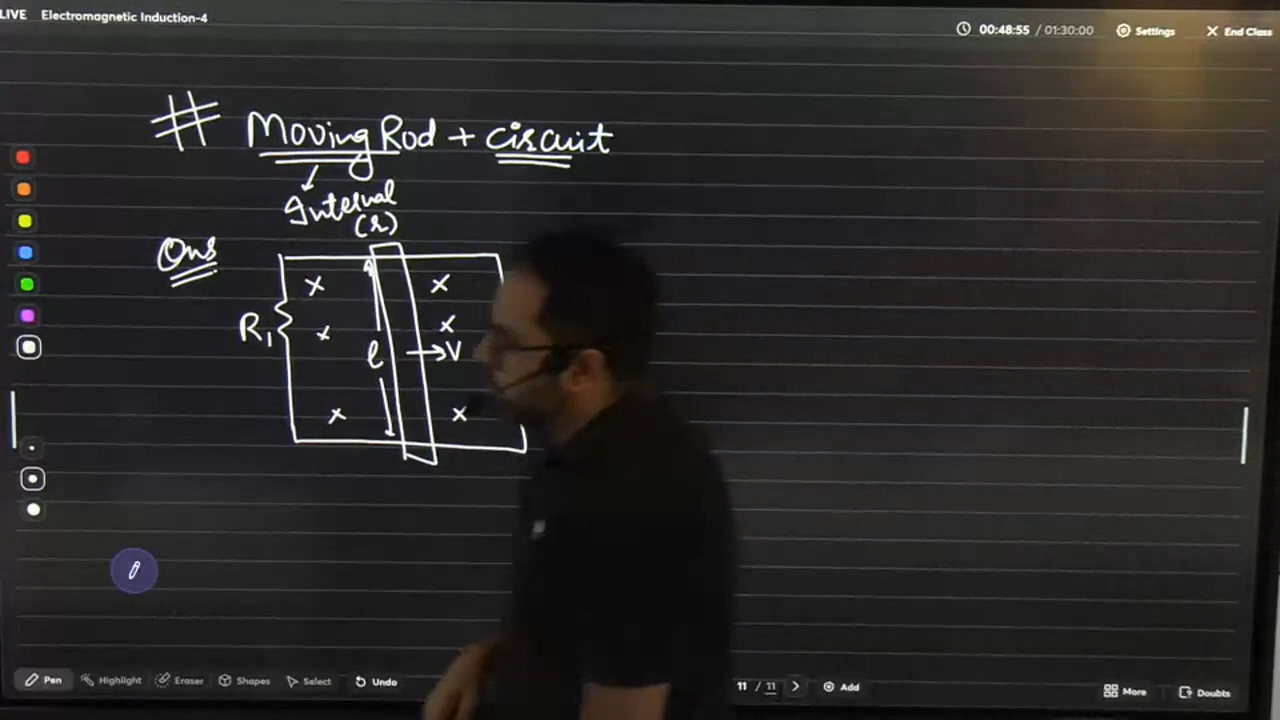 LIVE Electromagnetic Induction-4
00:48:55 / 01:30:00 Settings End Class
# Moving Rod + circuit
Internal
(r)
Ques
R1
l
V
Pen Highlight Eraser Shapes Select Undo 11 / 11 Add More Doubts